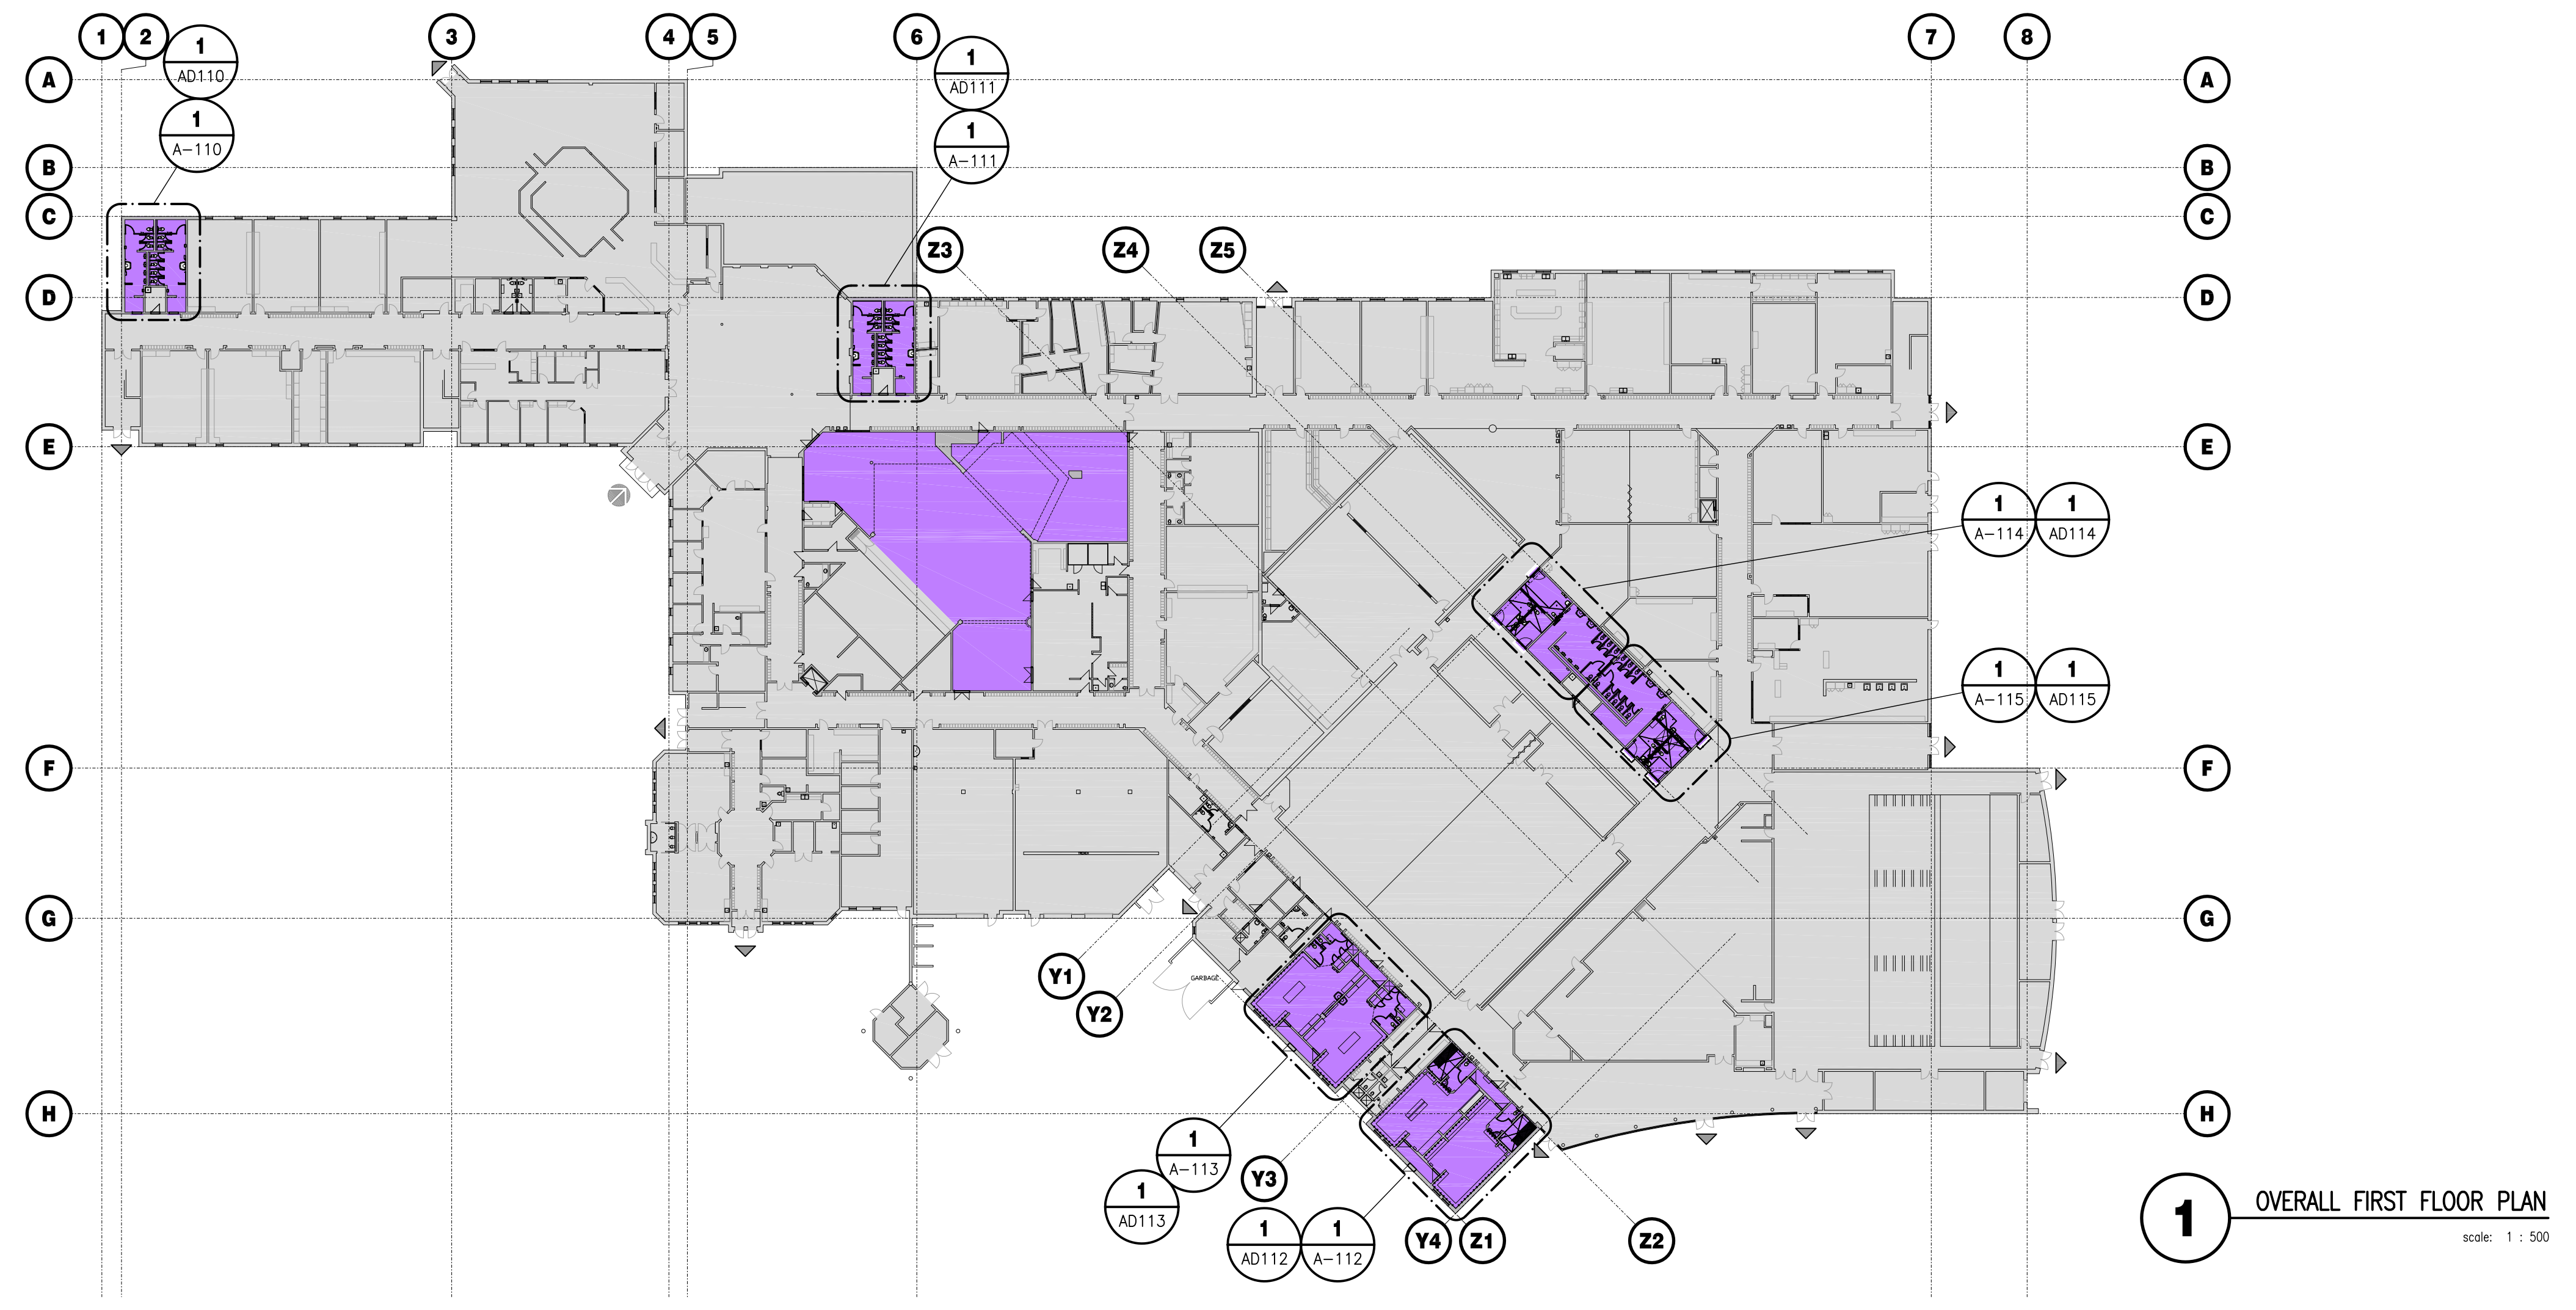 1 2 3 4 5 6 7 8
1
AD110
1
A-110
1
AD111
1
A-111
A A
B B
C C
Z3 Z4 Z5
D D
E E
1 1
A-114 AD114
1 1
A-115 AD115
F F
G G
GARBAGE
Y1
Y2
H H
1
A-113
1
AD113
Y3
1 1
AD112 A-112
Y4 Z1 Z2
1 OVERALL FIRST FLOOR PLAN
scale: 1 : 500